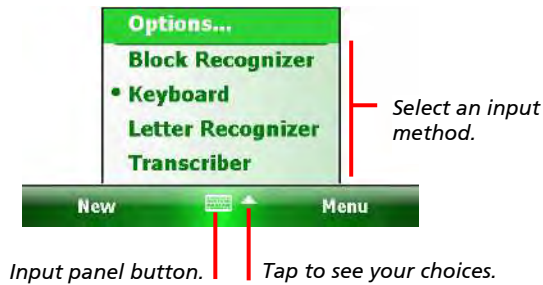 Options...
Block Recognizer
• Keyboard
Letter Recognizer
Transcriber
Select an input
method.
New Menu
Input panel button. Tap to see your choices.